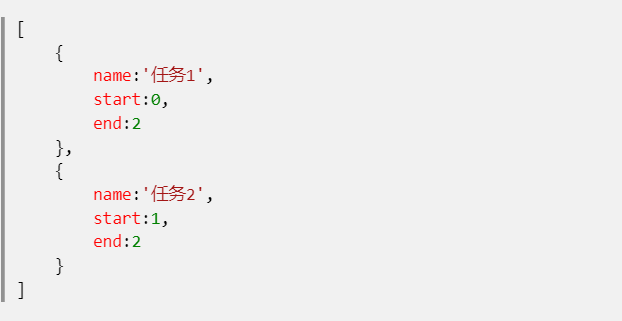 [
    {
        name:'任务1',
        start:0,
        end:2
    },
    {
        name:'任务2',
        start:1,
        end:2
    }
]